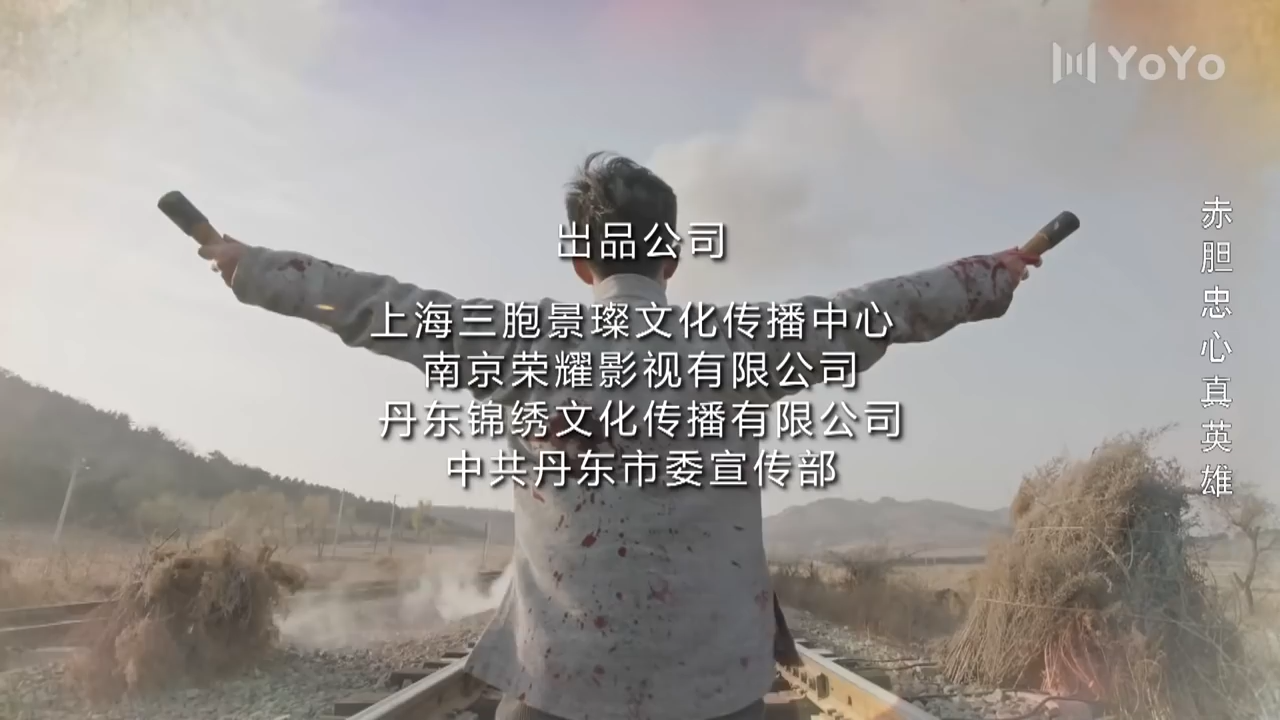 YoYo
出品公司
上海三胞景璨文化传播中心
南京荣耀影视有限公司
丹东锦绣文化传播有限公司
中共丹东市委宣传部
赤胆忠心真英雄